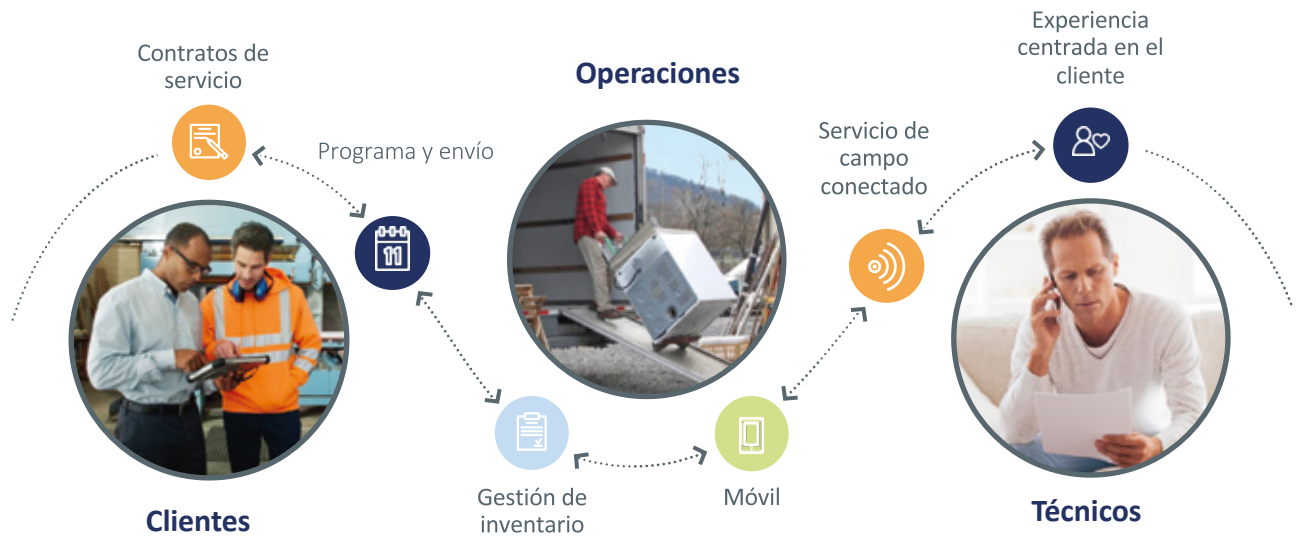 Contratos de
servicio
Programa y envío
Operaciones
Experiencia
centrada en el
cliente
Servicio de
campo
conectado
11
Gestión de
inventario
Móvil
Clientes
Técnicos